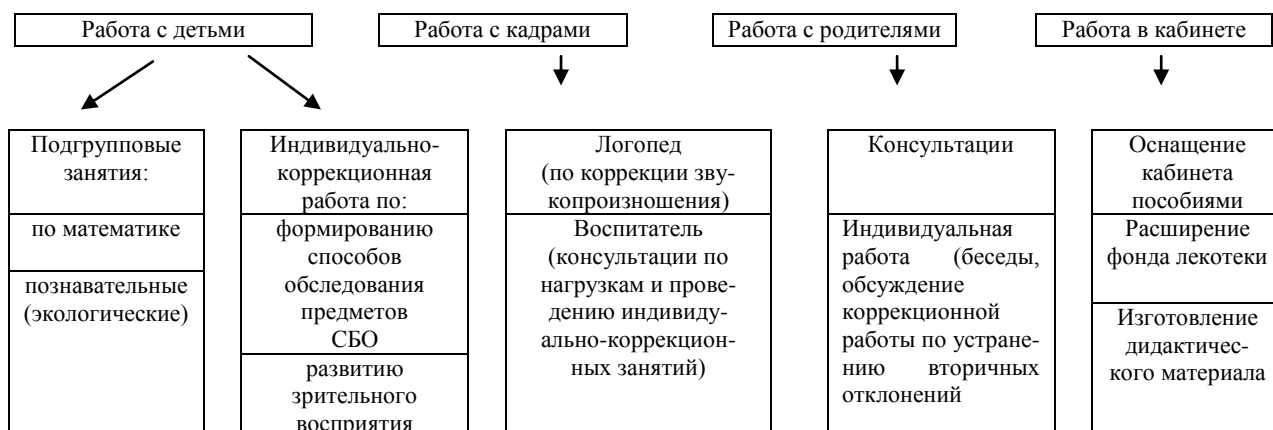 Работа с детьми
Работа с кадрами
Работа с родителями
Работа в кабинете
Подгрупповые
занятия:
по математике
познавательные
(экологические)
Индивидуально-
коррекционная
работа по:
формированию
способов
обследования
предметов
СБО
развитию
зрительного
восприятия
Логопед
(по коррекции зву-
копроизношения)
Воспитатель
(консультации по
нагрузкам и прове-
дению индивиду-
ально-коррекцион-
ных занятий)
Консультации
Индивидуальная
работа (беседы,
обсуждение
коррекционной
работы по устране-
нию вторичных
отклонений
Оснащение
кабинета
пособиями
Расширение
фонда лекотеки
Изготовление
дидактичес-
кого материала